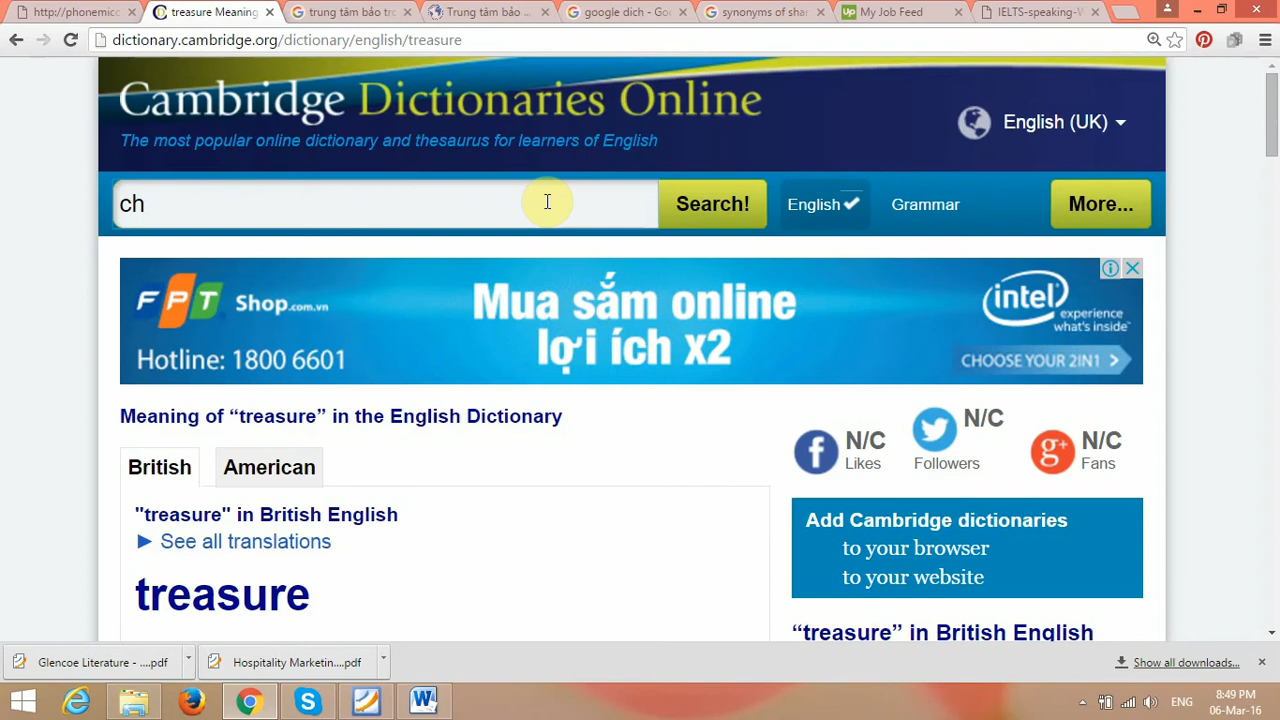 http://phonemicc
treasure Meaning
trung tâm bảo trợ
Trung tâm bảo ...
google dich - Goo
synonyms of shar
My Job Feed
IELTS-speaking-W
dictionary.cambridge.org/dictionary/english/treasure
Cambridge Dictionaries Online
The most popular online dictionary and thesaurus for learners of English
English (UK)
ch
Search!
English
Grammar
More...
FPT Shop.com.vn
Hotline: 1800 6601
Mua sắm online
lợi ích x2
intel
experience
what's inside™
CHOOSE YOUR 2IN1 >
Meaning of “treasure” in the English Dictionary
N/C
Likes
N/C
Followers
g+
N/C
Fans
British
American
"treasure" in British English
► See all translations
treasure
Add Cambridge dictionaries
to your browser
to your website
“treasure” in British English
Glencoe Literature - ....pdf
Hospitality Marketin....pdf
Show all downloads...
ENG
8:49 PM
06-Mar-16